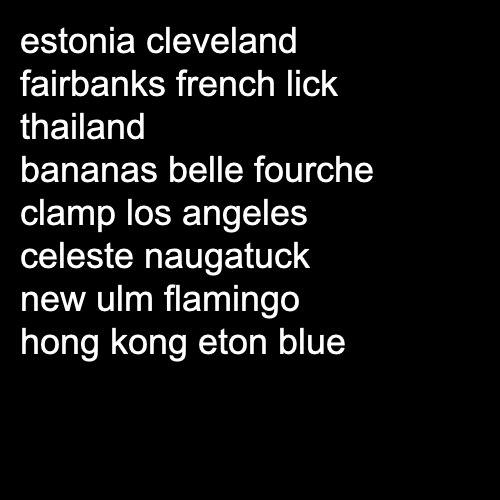 estonia cleveland
fairbanks french lick
thailand
bananas belle fourche
clamp los angeles
celeste naugatuck
new ulm flamingo
hong kong eton blue